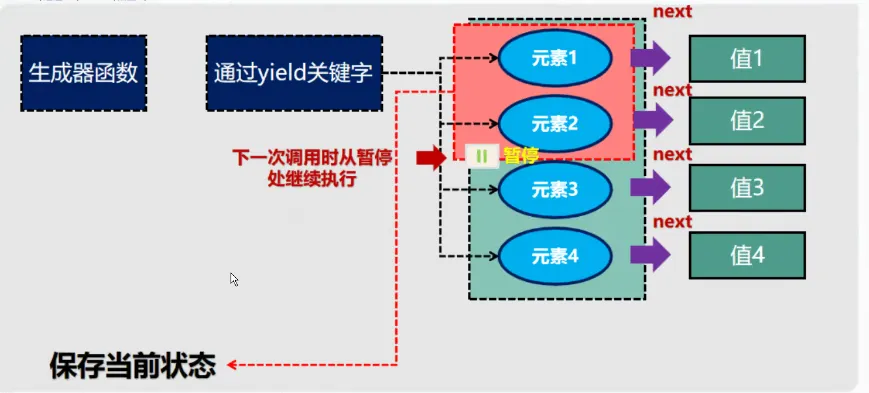 生成器函数
通过yield关键字
元素1
next
值1
元素2
next
值2
下一次调用时从暂停
处继续执行
暂停
元素3
next
值3
元素4
next
值4
保存当前状态